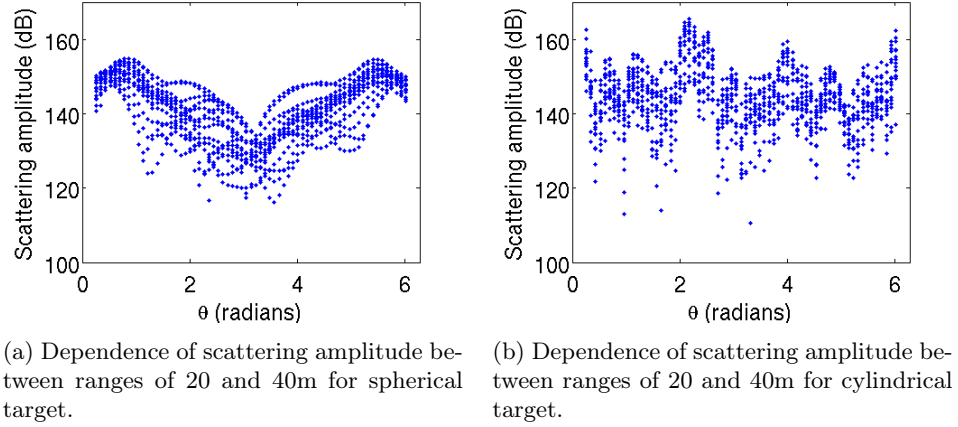 160
140
120
100
Scattering amplitude (dB)
0
2
4
6
θ (radians)
(a) Dependence of scattering amplitude be-
tween ranges of 20 and 40m for spherical
target.
160
140
120
100
Scattering amplitude (dB)
0
2
4
6
θ (radians)
(b) Dependence of scattering amplitude be-
tween ranges of 20 and 40m for cylindrical
target.